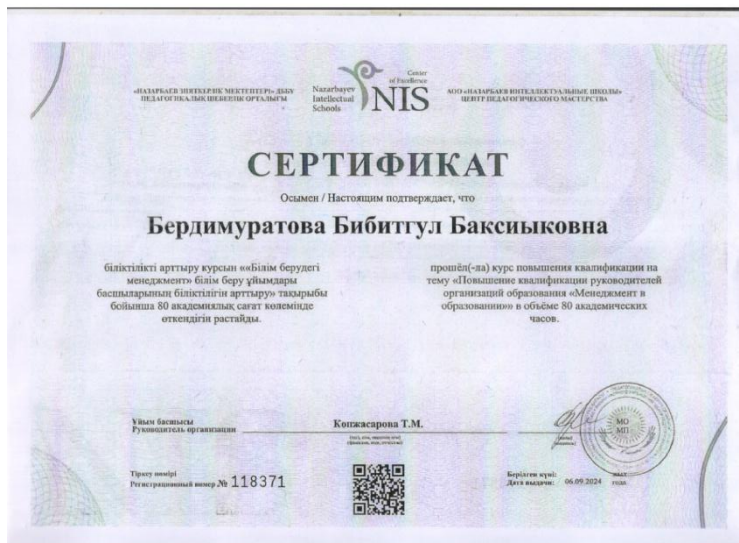 «НАЗАРБАЕВ ЗИЯТКЕРЛІК МЕКТЕПТЕРІ» ДББҰ
ПЕДАГОГИКАЛЫҚ ШЕБЕРЛІК ОРТАЛЫҒЫ
Nazarbayev
Intellectual
Schools
Center
of Excellence
NIS
АОО «НАЗАРБАЕВ ИНТЕЛЛЕКТУАЛЬНЫЕ ШКОЛЫ»
ЦЕНТР ПЕДАГОГИЧЕСКОГО МАСТЕРСТВА
СЕРТИФИКАТ
Осымен / Настоящим подтверждает, что
Бердимуратова Бибитгул Баксиыковна
біліктілікті арттыру курсын ««Білім берудегі
менеджмент» білім беру ұйымдары
басшыларының біліктілігін арттыру» тақырыбы
бойынша 80 академиялық сағат көлемінде
өткендігін растайды.
прошёл(-ла) курс повышения квалификации на
тему «Повышение квалификации руководителей
организаций образования «Менеджмент в
образовании»» в объёме 80 академических
часов.
Ұйым басшысы
Руководитель организации
Копжасарова Т.М.
МО
МП
Тіркеу нөмірі
Регистрационный номер № 118371
Берілген күні:
Дата выдачи: 06.09.2024 года